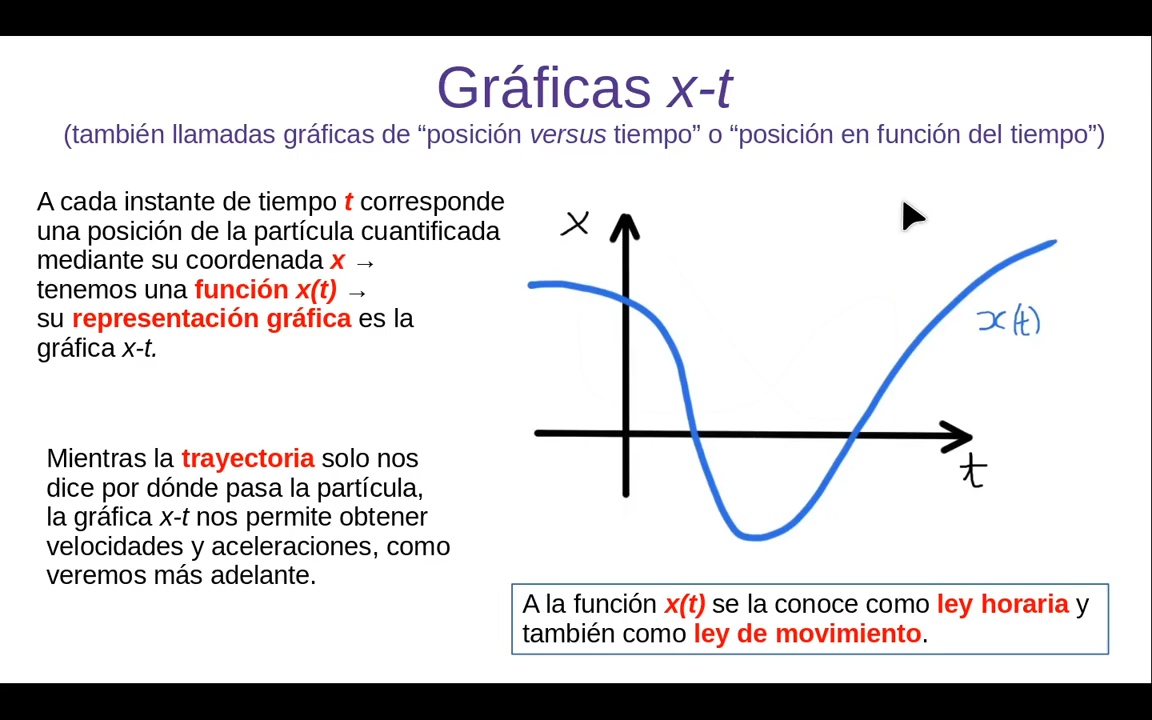 Gráficas x-t
(también llamadas gráficas de “posición versus tiempo” o “posición en función del tiempo”)
A cada instante de tiempo t corresponde
una posición de la partícula cuantificada
mediante su coordenada x →
tenemos una función x(t) →
su representación gráfica es la
gráfica x-t.
Mientras la trayectoria solo nos
dice por dónde pasa la partícula,
la gráfica x-t nos permite obtener
velocidades y aceleraciones, como
veremos más adelante.
x
x(t)
t
A la función x(t) se la conoce como ley horaria y
también como ley de movimiento.